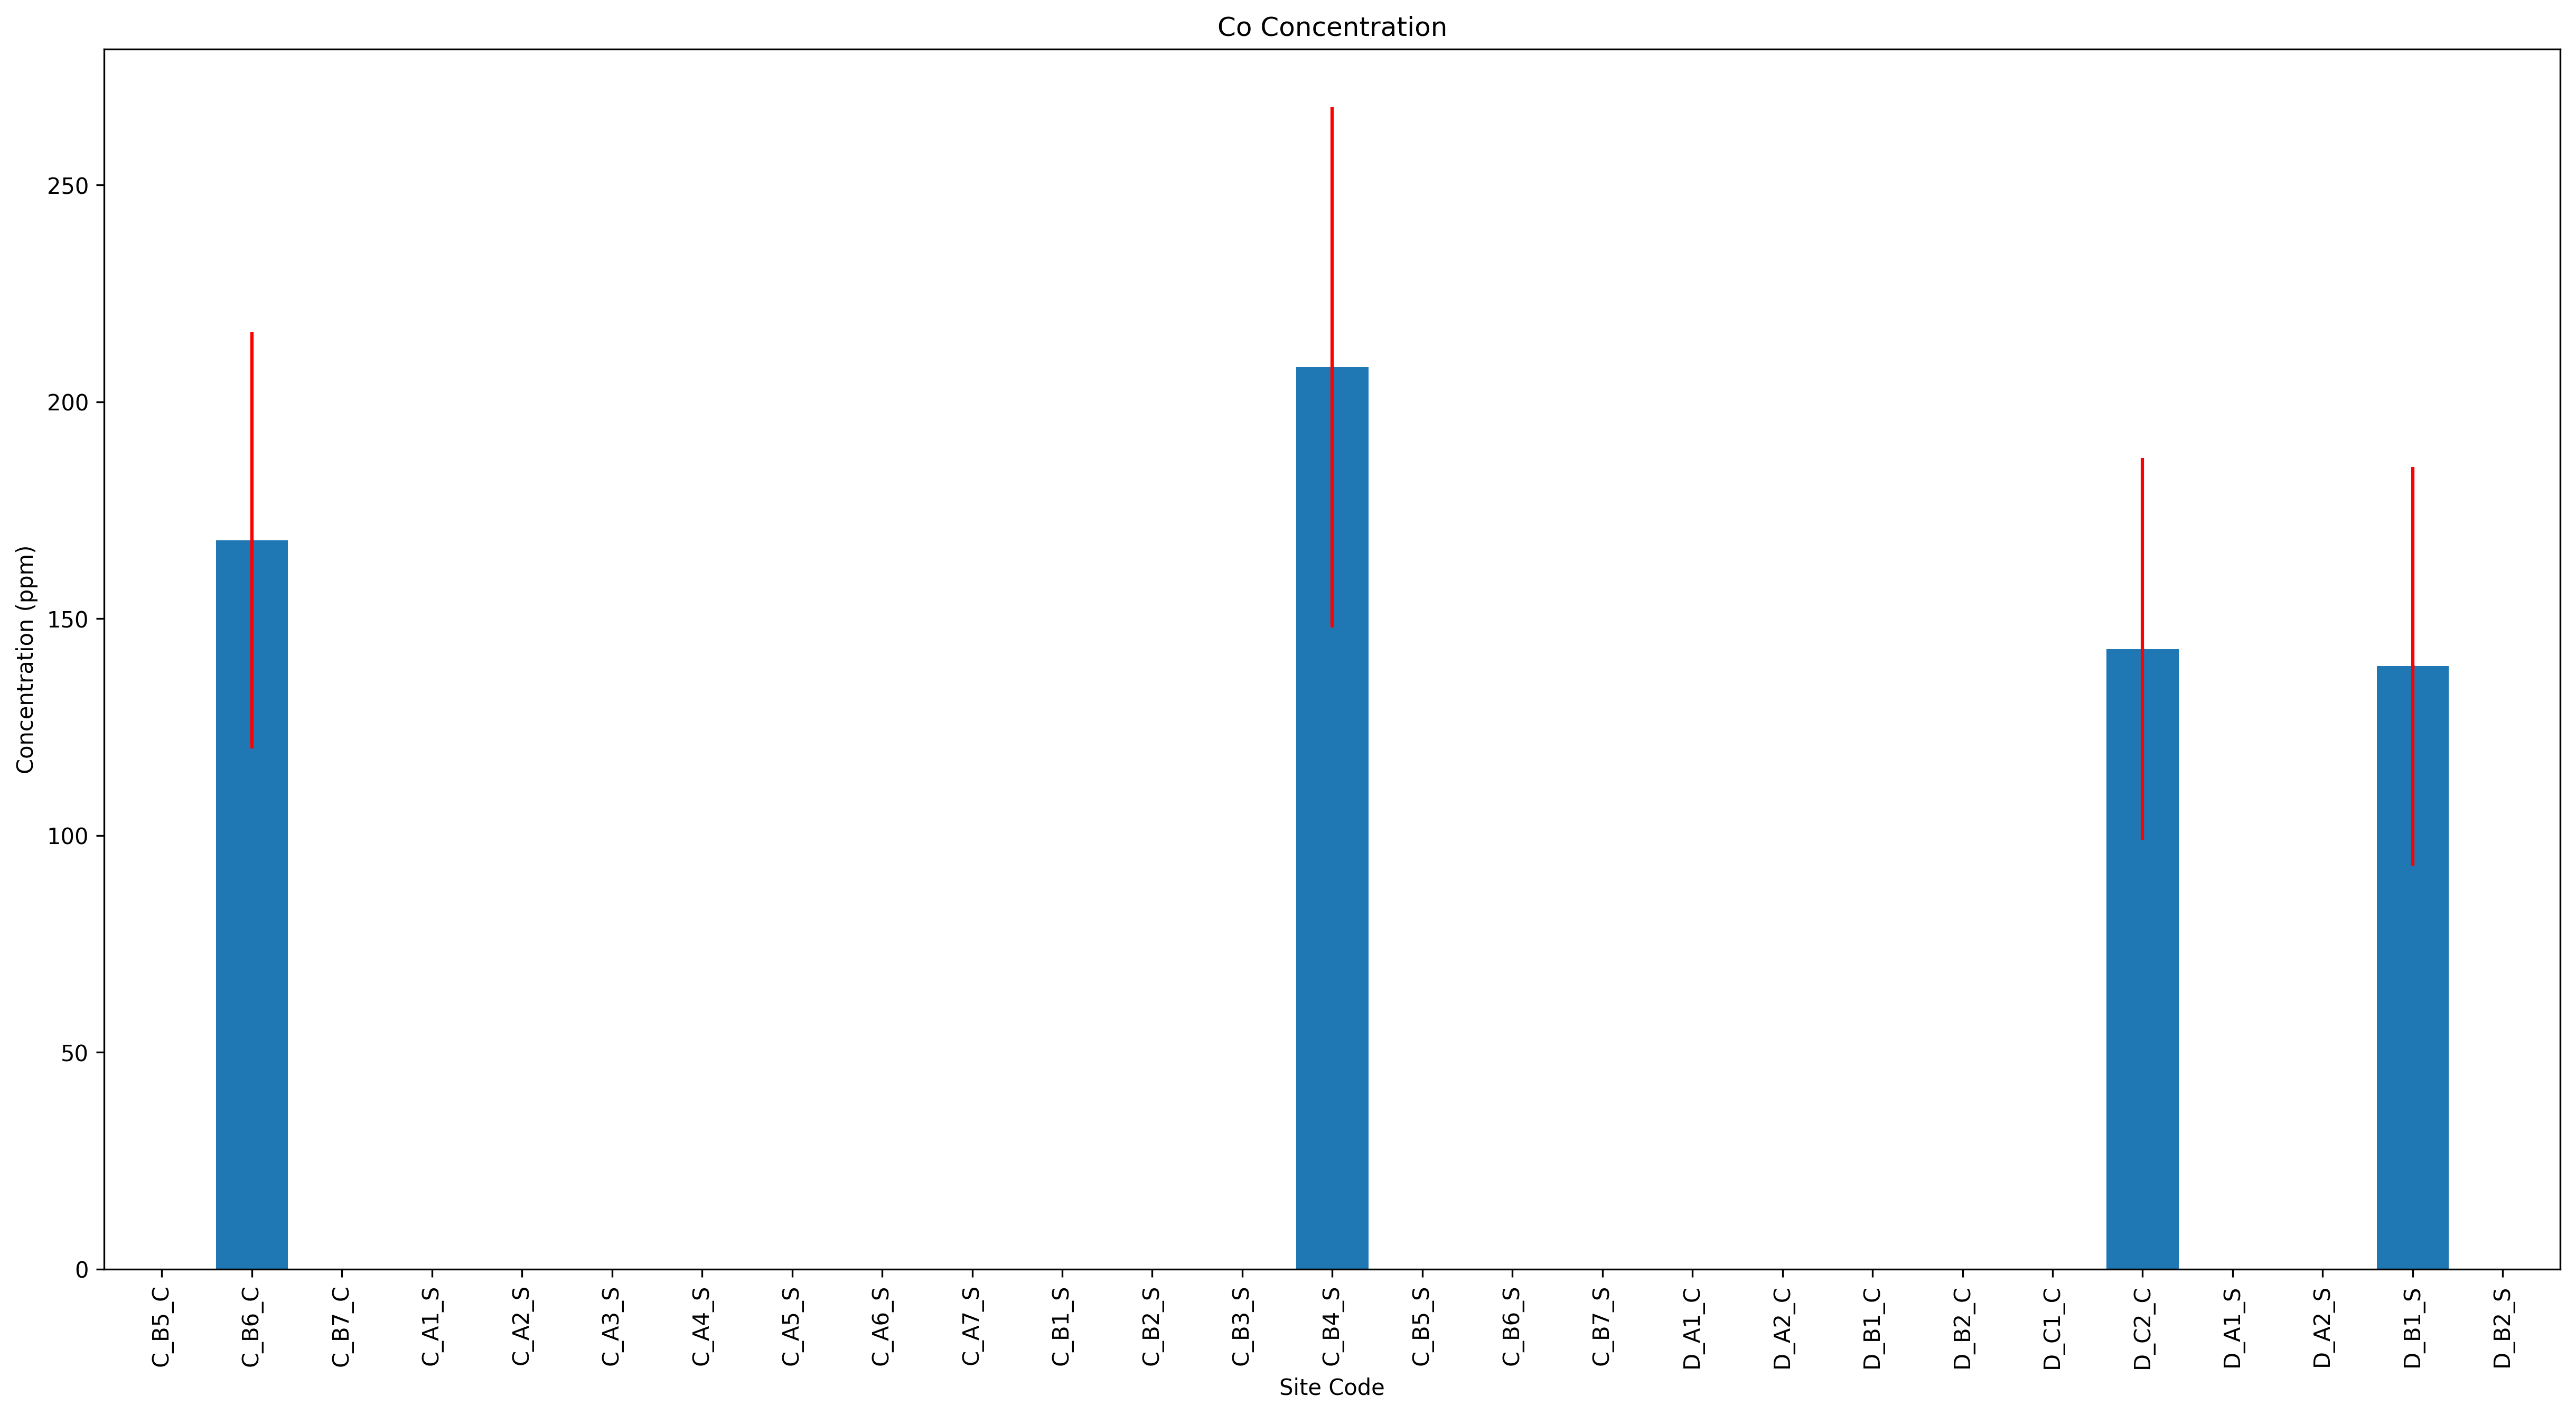 Co Concentration
Concentration (ppm)
250
200
150
100
50
0
C_B5_C
C_B6_C
C_B7_C
C_A1_S
C_A2_S
C_A3_S
C_A4_S
C_A5_S
C_A6_S
C_A7_S
C_B1_S
C_B2_S
C_B3_S
C_B4_S
C_B5_S
C_B6_S
C_B7_S
D_A1_C
D_A2_C
D_B1_C
D_B2_C
D_C1_C
D_C2_C
D_A1_S
D_A2_S
D_B1_S
D_B2_S
Site Code